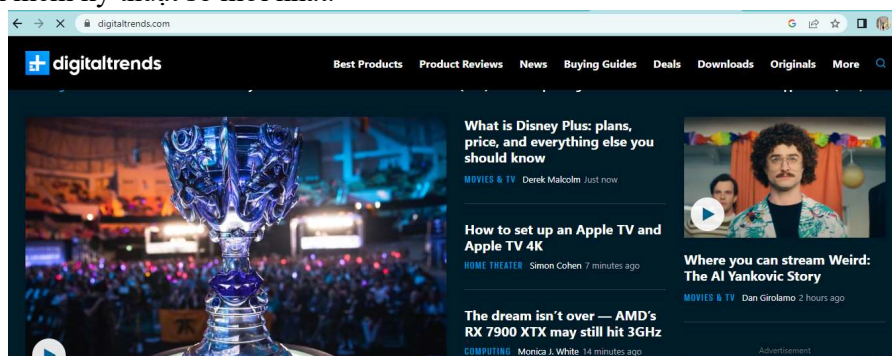 digitaltrends.com
digitaltrends
Best Products Product Reviews News Buying Guides Deals Downloads Originals More
What is Disney Plus: plans,
price, and everything else you
should know
MOVIES & TV Derek Malcolm Just now
How to set up an Apple TV and
Apple TV 4K
HOME THEATER Simon Cohen 7 minutes ago
The dream isn't over — AMD's
RX 7900 XTX may still hit 3GHz
COMPUTING Monica J. White 14 minutes ago
Where you can stream Weird:
The Al Yankovic Story
MOVIES & TV Dan Girolamo 2 hours ago
Advertisement